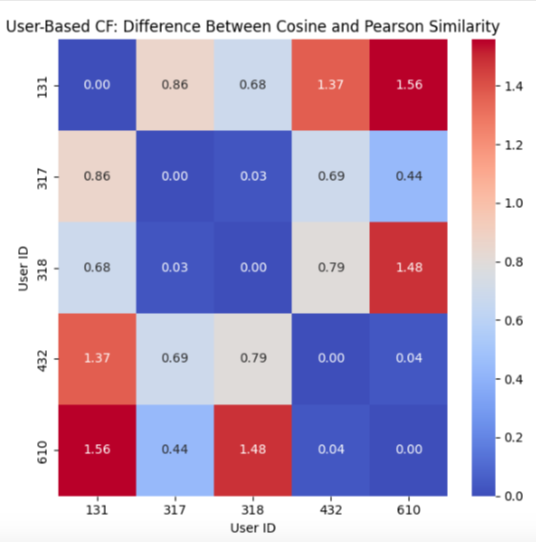 User-Based CF: Difference Between Cosine and Pearson Similarity
131 0.00 0.86 0.68 1.37 1.56
317 0.86 0.00 0.03 0.69 0.44
318 0.68 0.03 0.00 0.79 1.48
432 1.37 0.69 0.79 0.00 0.04
610 1.56 0.44 1.48 0.04 0.00
User ID
131 317 318 432 610
User ID
1.4
1.2
1.0
0.8
0.6
0.4
0.2
0.0